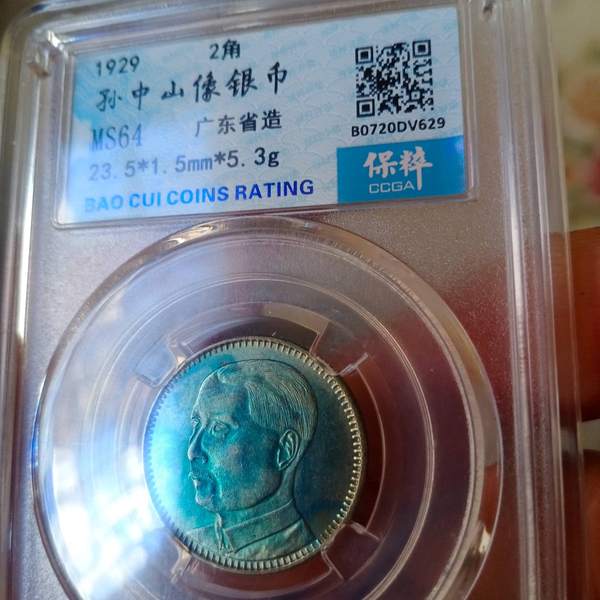 1929 2角
孙中山像银币
MS64 广东省造
23.5*1.5mm*5.3g
BAO CUI COINS RATING
B0720DV629
保粹
CCGA